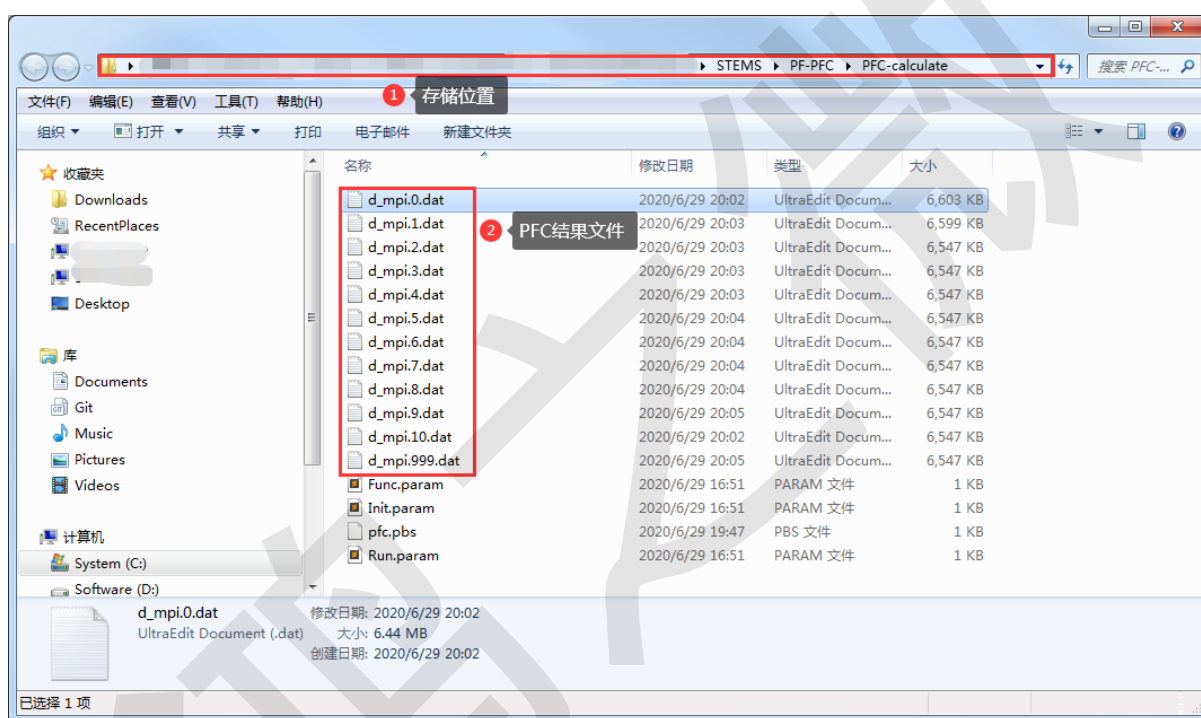 STEMS ▸ PF-PFC ▸ PFC-calculate
搜索 PFC-...
文件(F) 编辑(E) 查看(V) 工具(T) 帮助(H)
1 存储位置
组织 打开 共享 打印 电子邮件 新建文件夹
名称 修改日期 类型 大小
收藏夹
Downloads
RecentPlaces
Desktop
库
Documents
Git
Music
Pictures
Videos
计算机
System (C:)
Software (D:)
d_mpi.0.dat 2020/6/29 20:02 UltraEdit Docum... 6,603 KB
d_mpi.1.dat 2020/6/29 20:03 UltraEdit Docum... 6,599 KB
2 PFC结果文件
d_mpi.2.dat 2020/6/29 20:03 UltraEdit Docum... 6,547 KB
d_mpi.3.dat 2020/6/29 20:03 UltraEdit Docum... 6,547 KB
d_mpi.4.dat 2020/6/29 20:03 UltraEdit Docum... 6,547 KB
d_mpi.5.dat 2020/6/29 20:04 UltraEdit Docum... 6,547 KB
d_mpi.6.dat 2020/6/29 20:04 UltraEdit Docum... 6,547 KB
d_mpi.7.dat 2020/6/29 20:04 UltraEdit Docum... 6,547 KB
d_mpi.8.dat 2020/6/29 20:04 UltraEdit Docum... 6,547 KB
d_mpi.9.dat 2020/6/29 20:05 UltraEdit Docum... 6,547 KB
d_mpi.10.dat 2020/6/29 20:02 UltraEdit Docum... 6,547 KB
d_mpi.999.dat 2020/6/29 20:05 UltraEdit Docum... 6,547 KB
Func.param 2020/6/29 16:51 PARAM 文件 1 KB
Init.param 2020/6/29 16:51 PARAM 文件 1 KB
pfc.pbs 2020/6/29 19:47 PBS 文件 1 KB
Run.param 2020/6/29 16:51 PARAM 文件 1 KB
d_mpi.0.dat 修改日期: 2020/6/29 20:02
UltraEdit Document (.dat) 大小: 6.44 MB
创建日期: 2020/6/29 20:02
已选择 1 项